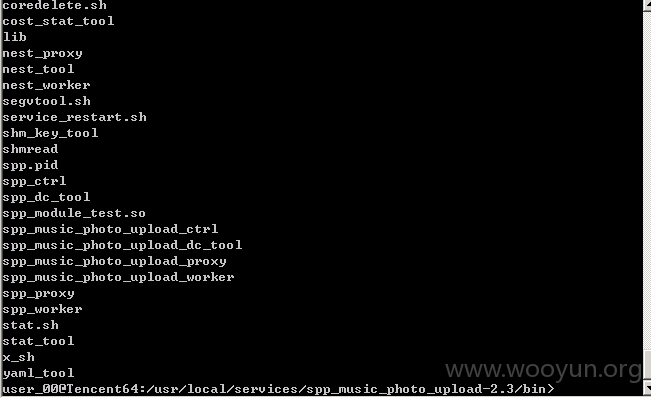 coredelete.sh
cost_stat_tool
lib
nest_proxy
nest_tool
nest_worker
segvtool.sh
service_restart.sh
shm_key_tool
shmread
spp.pid
spp_ctrl
spp_dc_tool
spp_module_test.so
spp_music_photo_upload_ctrl
spp_music_photo_upload_dc_tool
spp_music_photo_upload_proxy
spp_music_photo_upload_worker
spp_proxy
spp_worker
stat.sh
stat_tool
x_sh
yaml_tool
user_00@Tencent64:/usr/local/services/spp_music_photo_upload-2.3/bin>
www.wooyun.org